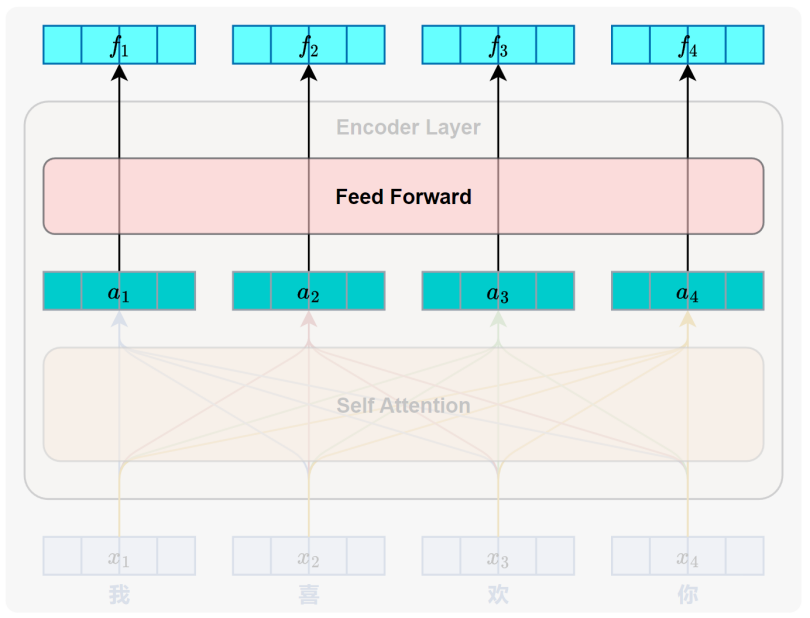 f₁ f₂ f₃ f₄
Encoder Layer
Feed Forward
a₁ a₂ a₃ a₄
Self Attention
x₁ x₂ x₃ x₄
我 喜 欢 你